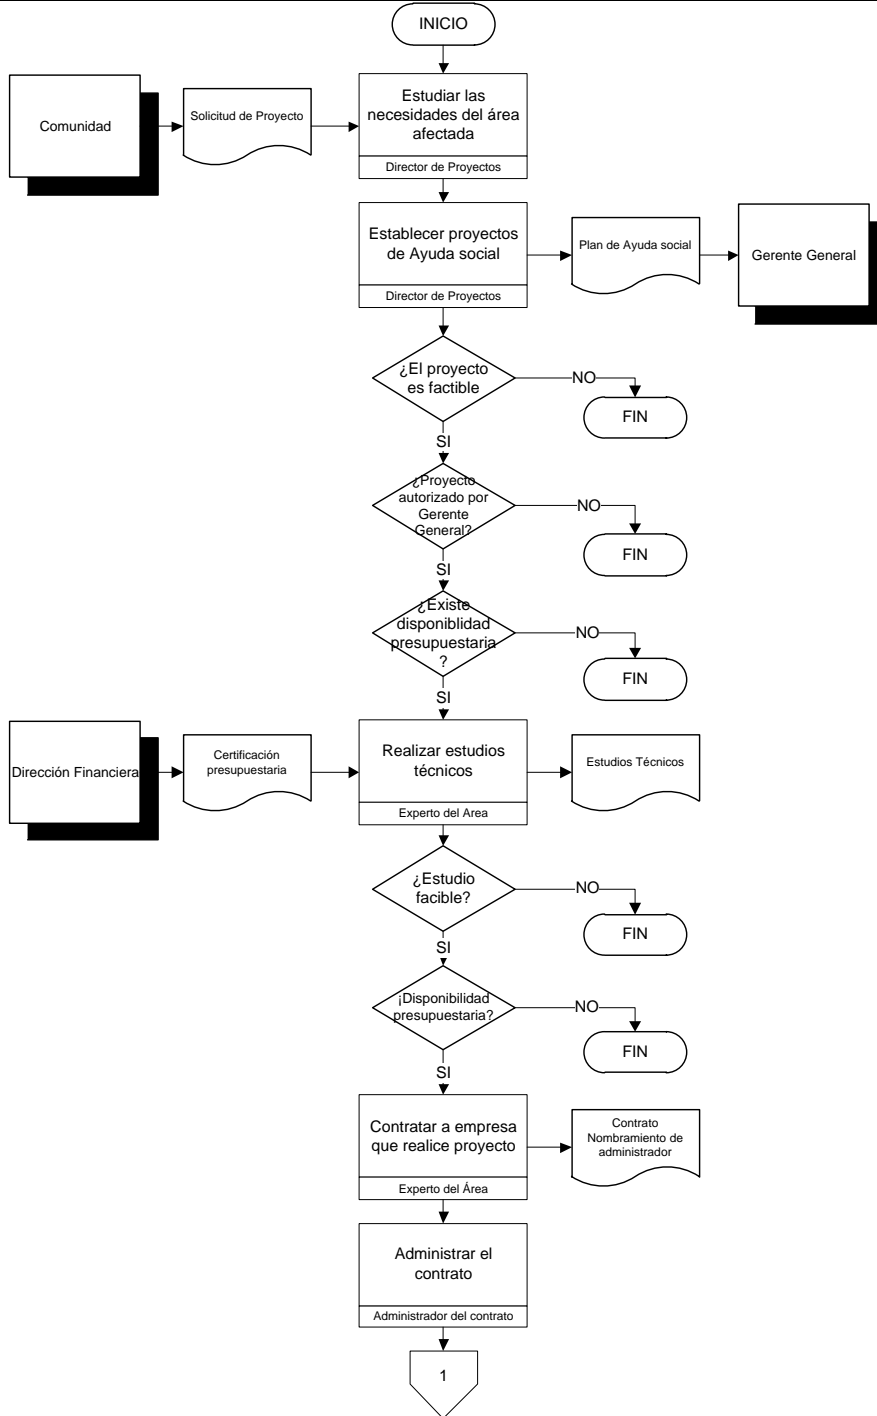 INICIO
Comunidad
Solicitud de Proyecto
Estudiar las
necesidades del área
afectada
Director de Proyectos
Establecer proyectos
de Ayuda social
Director de Proyectos
Plan de Ayuda social
Gerente General
¿El proyecto
es factible
NO
FIN
SI
¿Proyecto
autorizado por
Gerente
General?
NO
FIN
SI
¿Existe
disponiblidad
presupuestaria
?
NO
FIN
SI
Dirección Financiera
Certificación
presupuestaria
Realizar estudios
técnicos
Experto del Area
Estudios Técnicos
¿Estudio
facible?
NO
FIN
SI
¡Disponibilidad
presupuestaria?
NO
FIN
SI
Contratar a empresa
que realice proyecto
Experto del Área
Contrato
Nombramiento de
administrador
Administrar el
contrato
Administrador del contrato
1